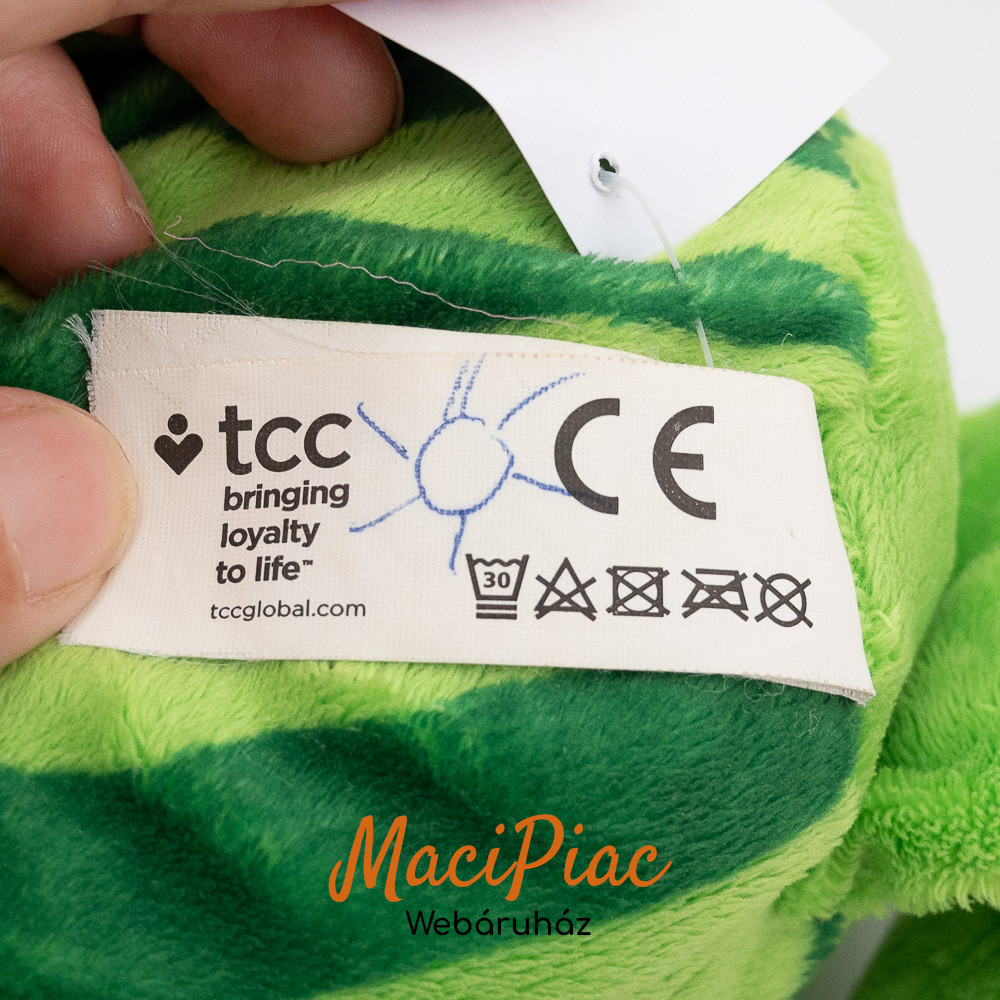 tcc
bringing
loyalty
to life™
tccglobal.com
CE
30
MaciPiac
Webáruház